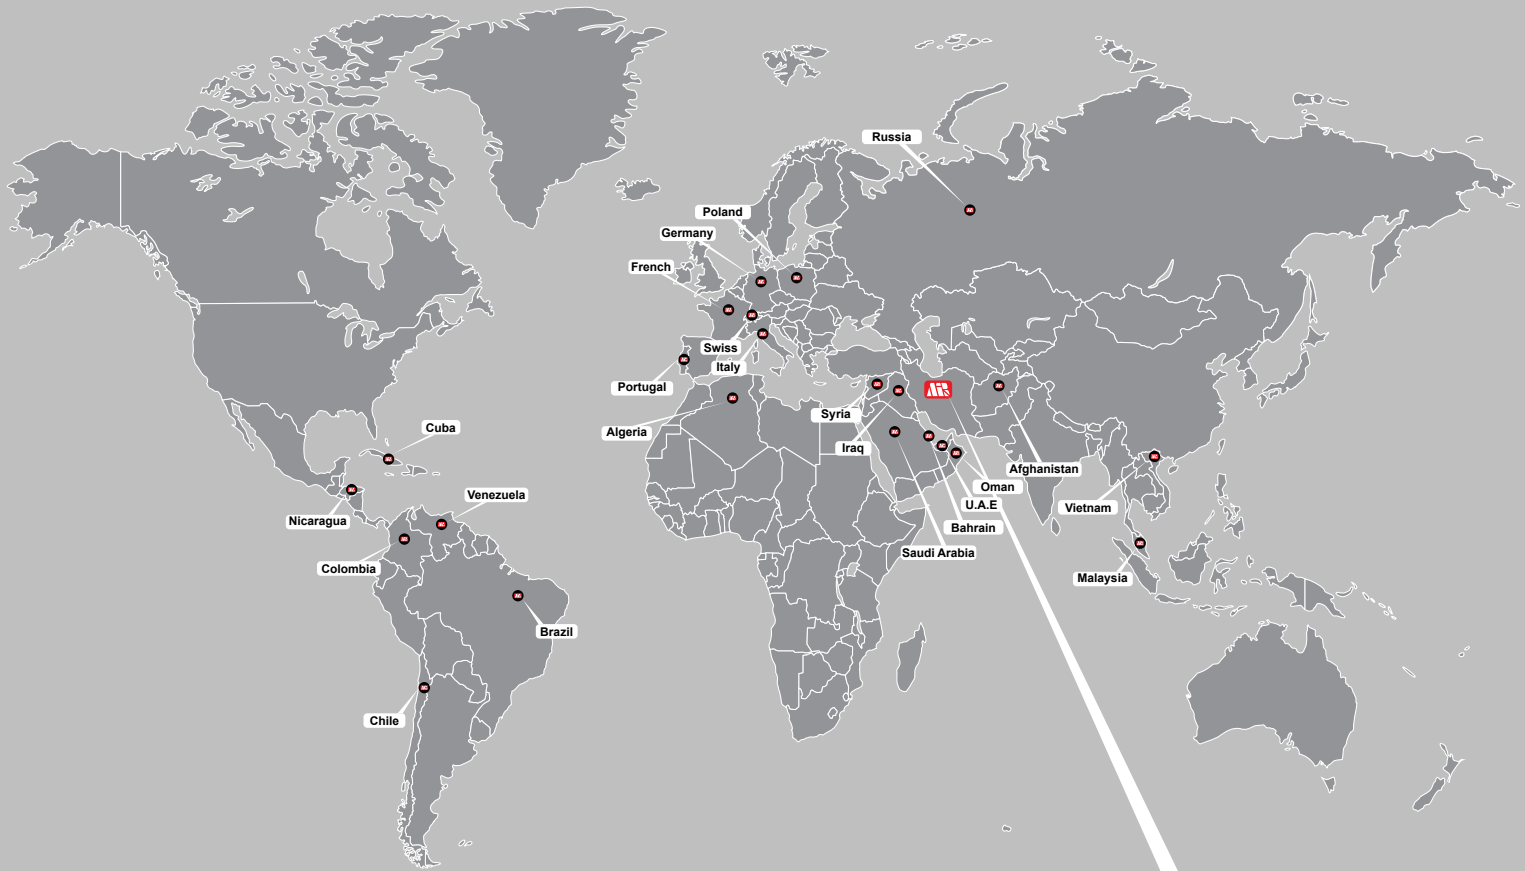 Russia
Poland
Germany
French
Swiss
Italy
Portugal
Algeria
Syria
Iraq
Cuba
Nicaragua
Venezuela
Colombia
Brazil
Chile
Afghanistan
Oman
U.A.E
Bahrain
Saudi Arabia
Vietnam
Malaysia